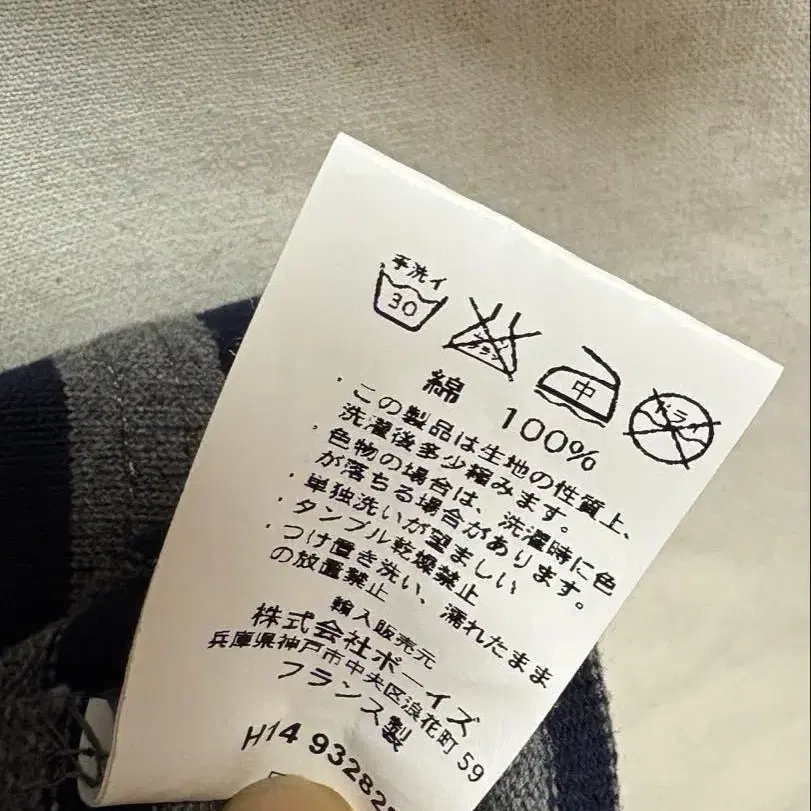 手洗イ
30
中
ドライ
綿 100%
・この製品は生地の性質上、
洗濯後多少縮みます。
・色物の場合は、洗濯時に色
が落ちる場合があります。
・単独洗いが望ましい
・タンブル乾燥禁止
・つけ置き洗い、濡れたまま
の放置禁止
輸入販売元
株式会社ボーイズ
兵庫県神戸市中央区浪花町59
フランス製
H14 93282